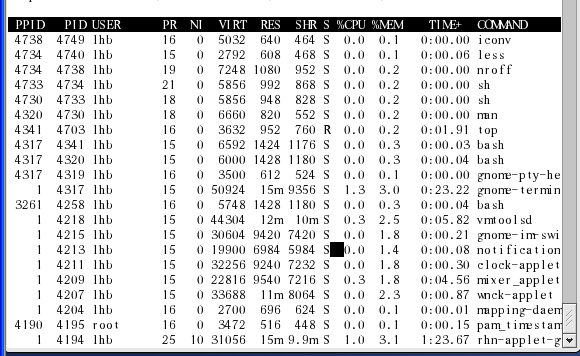 PPID PID USER PR NI VIRT RES SHR S %CPU %MEM TIME+ COMMAND
4738 4749 lhb 16 0 5032 640 464 S 0.0 0.1 0:00.00 iconv
4734 4740 lhb 15 0 2792 608 468 S 0.0 0.1 0:00.06 less
4734 4738 lhb 19 0 7248 1080 952 S 0.0 0.2 0:00.00 nroff
4733 4734 lhb 21 0 5856 992 868 S 0.0 0.2 0:00.00 sh
4730 4733 lhb 18 0 5856 948 828 S 0.0 0.2 0:00.00 sh
4320 4730 lhb 18 0 6660 820 552 S 0.0 0.2 0:00.00 man
4341 4703 lhb 16 0 3632 952 760 R 0.0 0.2 0:01.91 top
4317 4341 lhb 15 0 6592 1424 1176 S 0.0 0.3 0:00.03 bash
4317 4320 lhb 15 0 6000 1428 1180 S 0.0 0.3 0:00.04 bash
4317 4319 lhb 16 0 3500 612 524 S 0.0 0.1 0:00.00 gnome-pty-he
1 4317 lhb 15 0 50924 15m 9356 S 1.3 3.0 0:23.22 gnome-termin
3261 4258 lhb 16 0 5748 1428 1180 S 0.0 0.3 0:00.04 bash
1 4218 lhb 15 0 44304 12m 10m S 0.3 2.5 0:05.82 vmtoolsd
1 4215 lhb 15 0 30604 9420 7420 S 0.0 1.8 0:00.21 gnome-im-swi
1 4213 lhb 15 0 19900 6984 5984 S 0.0 1.4 0:00.08 notification
1 4211 lhb 15 0 32256 9240 7232 S 0.0 1.8 0:00.30 clock-applet
1 4209 lhb 15 0 22816 9540 7216 S 0.3 1.8 0:04.56 mixer_applet
1 4207 lhb 15 0 33688 11m 8064 S 0.0 2.3 0:00.87 wnck-applet
1 4204 lhb 16 0 2700 696 624 S 0.0 0.1 0:00.01 mapping-daem
4190 4195 root 16 0 3472 516 448 S 0.0 0.1 0:00.15 pam_timestam
1 4194 lhb 25 10 31056 15m 9.9m S 1.0 3.1 1:23.67 rhn-applet-g